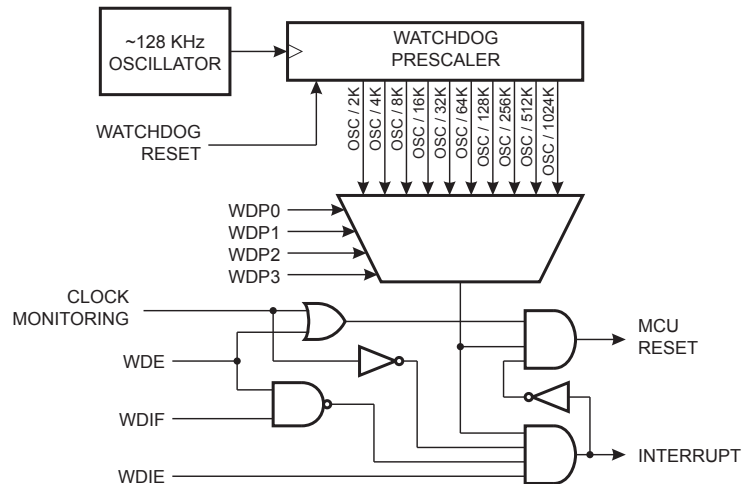 ~128 KHz
OSCILLATOR
WATCHDOG
PRESCALER
WATCHDOG
RESET
OSC / 2K
OSC / 4K
OSC / 8K
OSC / 16K
OSC / 32K
OSC / 64K
OSC / 128K
OSC / 256K
OSC / 512K
OSC / 1024K
WDP0
WDP1
WDP2
WDP3
CLOCK
MONITORING
MCU
RESET
WDE
WDIF
INTERRUPT
WDIE